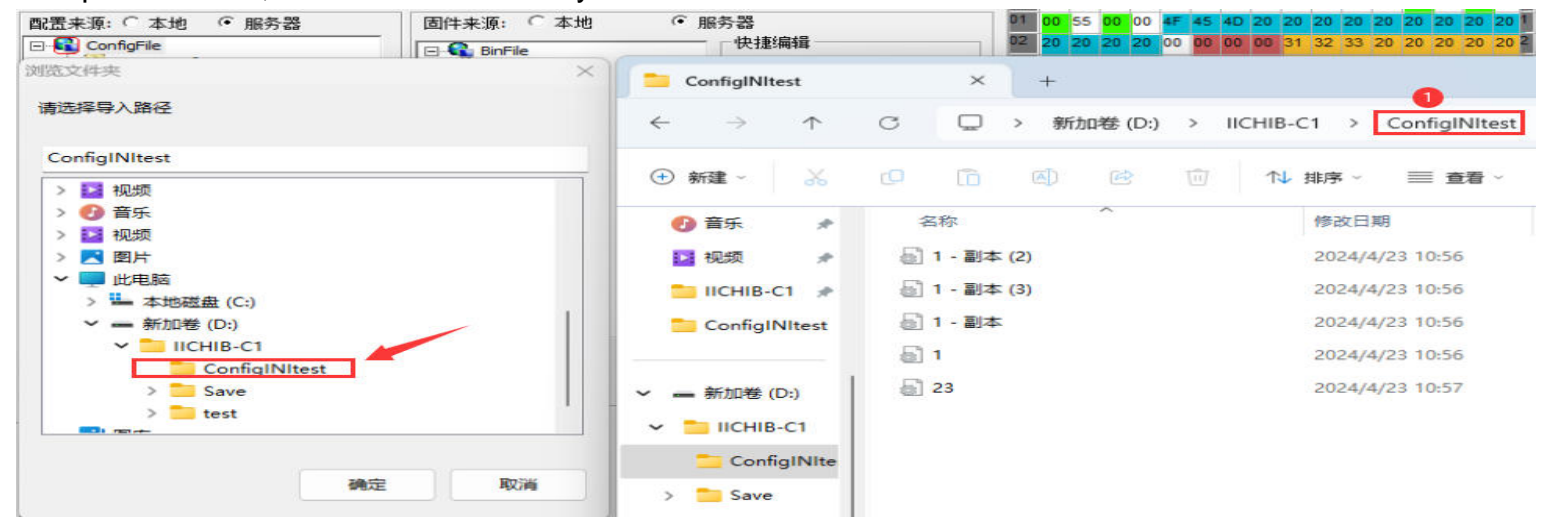 配置来源: 本地 服务器 固件来源: 本地 服务器
ConfigFile BinFile 快捷编辑
01 00 55 00 00 4F 45 4D 20 20 20 20 20 20 20 20 20 1
02 20 20 20 20 00 00 00 00 31 32 33 20 20 20 20 20 2
浏览文件夹
请选择导入路径
ConfigINItest
视频
音乐
视频
图片
此电脑
本地磁盘 (C:)
新加卷 (D:)
IICHIB-C1
ConfigINItest
Save
test
确定 取消
ConfigINItest
1
新加卷 (D:) > IICHIB-C1 > ConfigINItest
新建 排序 查看
音乐
视频
IICHIB-C1
ConfigINItest
新加卷 (D:)
IICHIB-C1
ConfigINIte
Save
名称 修改日期
1 - 副本 (2) 2024/4/23 10:56
1 - 副本 (3) 2024/4/23 10:56
1 - 副本 2024/4/23 10:56
1 2024/4/23 10:56
23 2024/4/23 10:57